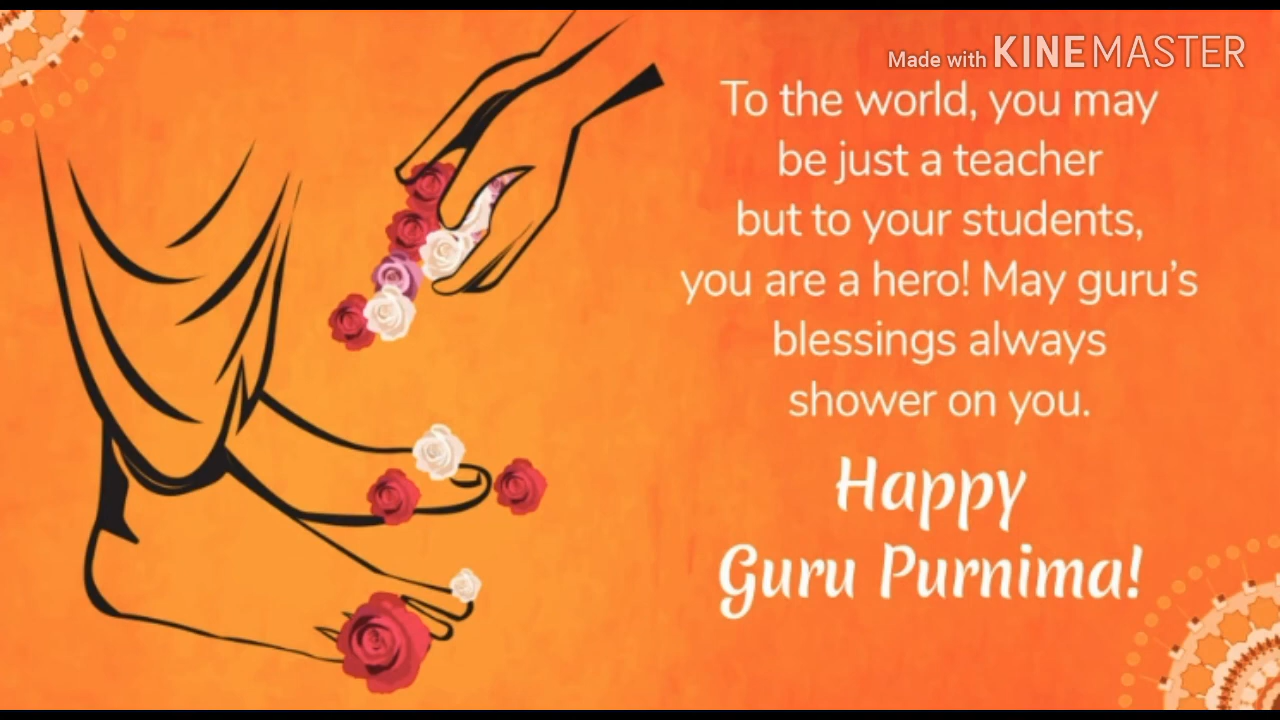 Made with KINEMASTER
To the world, you may
be just a teacher
but to your students,
you are a hero! May guru's
blessings always
shower on you.
Happy
Guru Purnima!